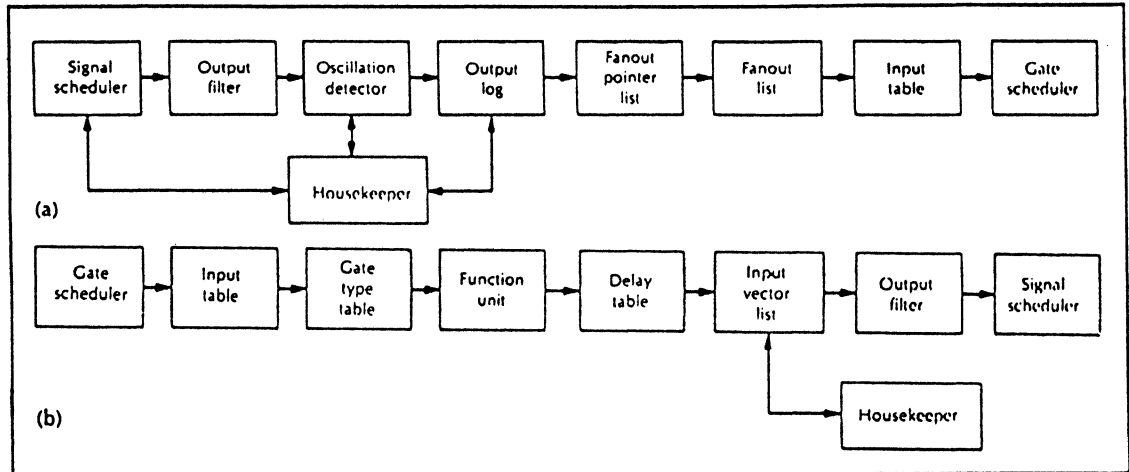 Signal
scheduler
Output
filter
Oscillation
detector
Output
log
Fanout
pointer
list
Fanout
list
Input
table
Gate
scheduler
Housekeeper
(a)
Gate
scheduler
Input
table
Gate
type
table
Function
unit
Delay
table
Input
vector
list
Output
filter
Signal
scheduler
Housekeeper
(b)